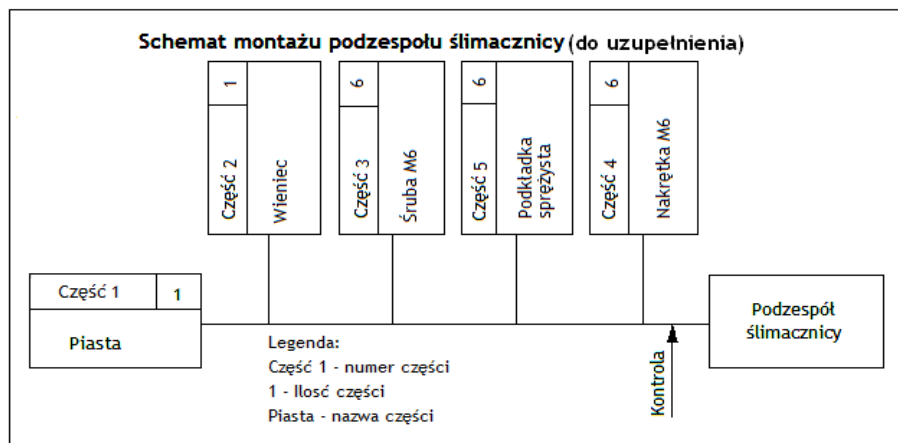 Schemat montażu podzespołu ślimacznicy (do uzupełnienia)
Część 2
1
Wieniec
Część 3
6
Śruba M6
Część 5
6
Podkładka
sprężysta
Część 4
6
Nakrętka M6
Część 1
1
Piasta
Podzespół
ślimacznicy
Kontrola
Legenda:
Część 1 - numer części
1 - Ilosć części
Piasta - nazwa części